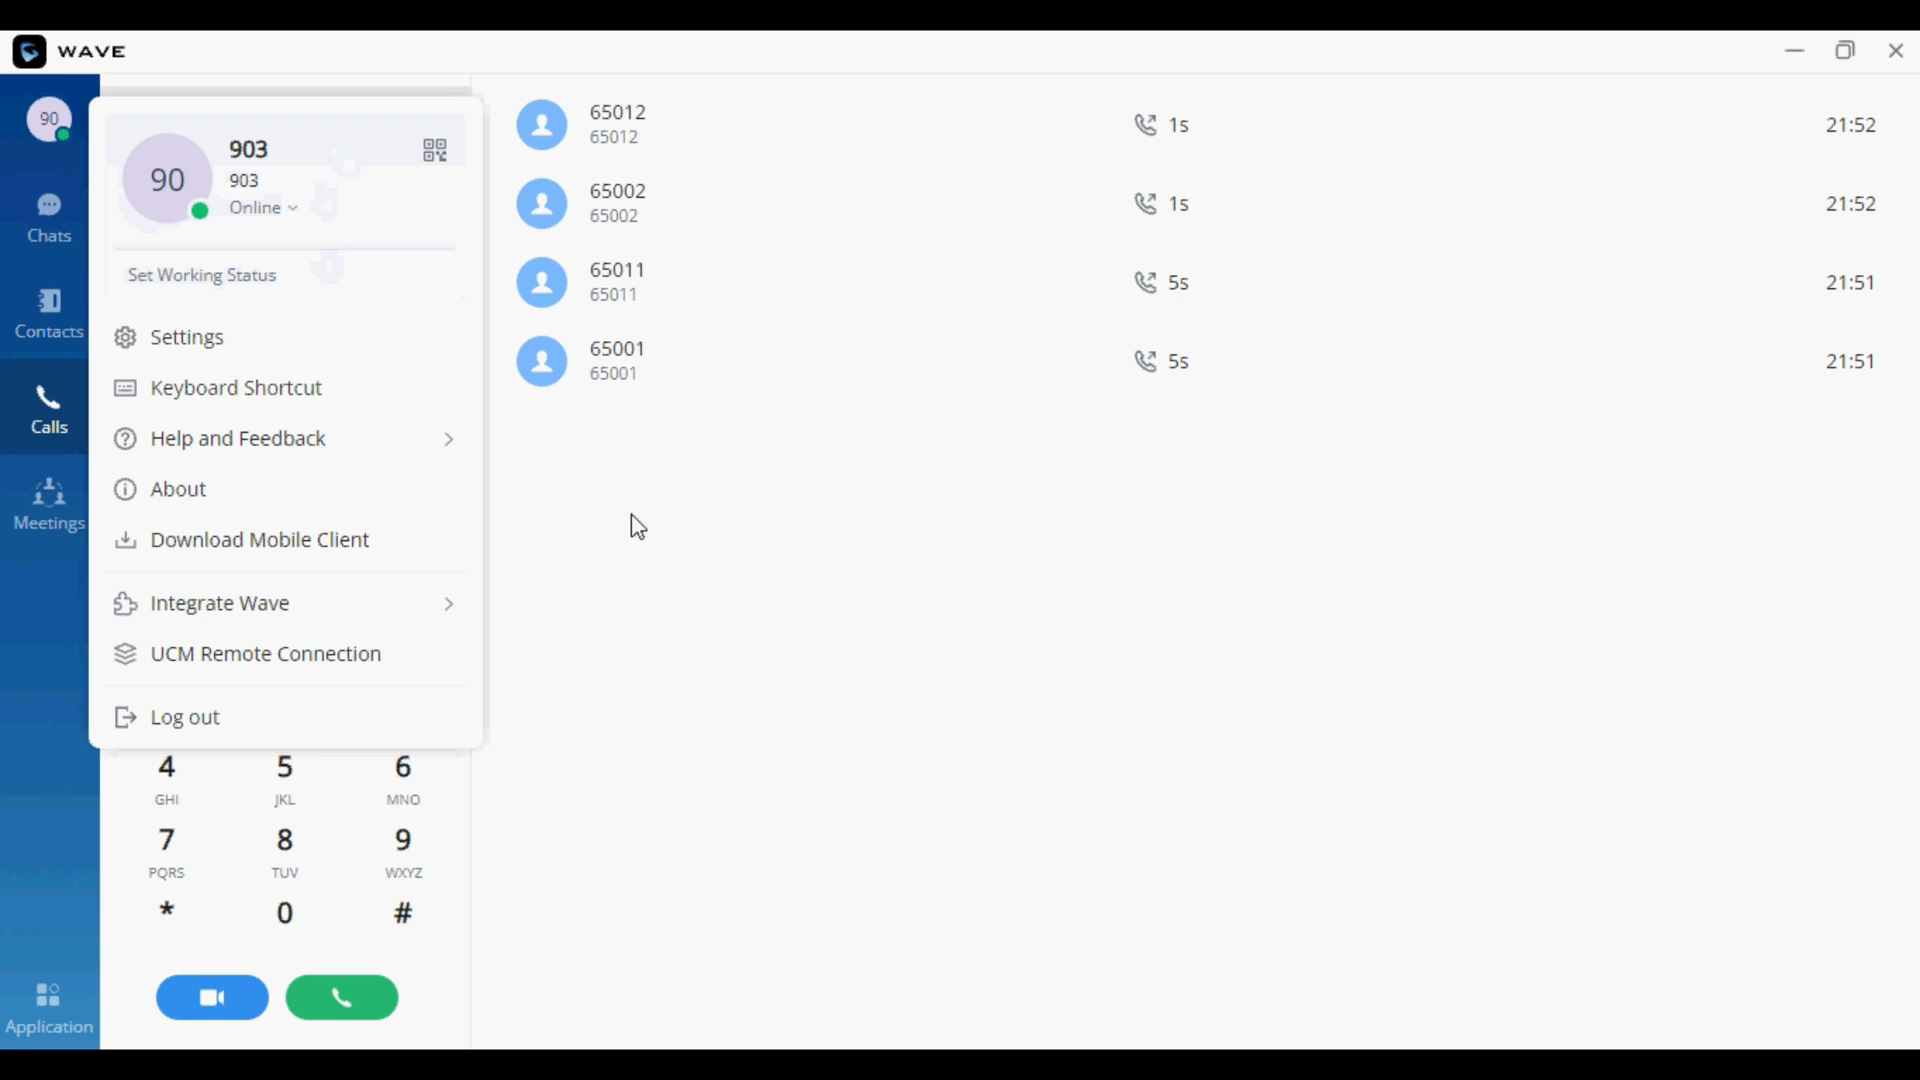 WAVE
90
Chats
Contacts
Calls
Meetings
Application
90
903
903
Online
Set Working Status
Settings
Keyboard Shortcut
Help and Feedback
About
Download Mobile Client
Integrate Wave
UCM Remote Connection
Log out
4 5 6
GHI JKL MNO
7 8 9
PQRS TUV WXYZ
* 0 #
65012 1s 21:52
65012
65002 1s 21:52
65002
65011 5s 21:51
65011
65001 5s 21:51
65001